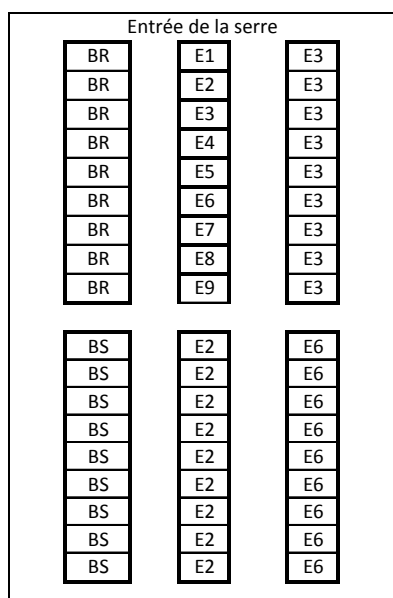 Entrée de la serre
BR E1 E3
BR E2 E3
BR E3 E3
BR E4 E3
BR E5 E3
BR E6 E3
BR E7 E3
BR E8 E3
BR E9 E3
BS E2 E6
BS E2 E6
BS E2 E6
BS E2 E6
BS E2 E6
BS E2 E6
BS E2 E6
BS E2 E6
BS E2 E6